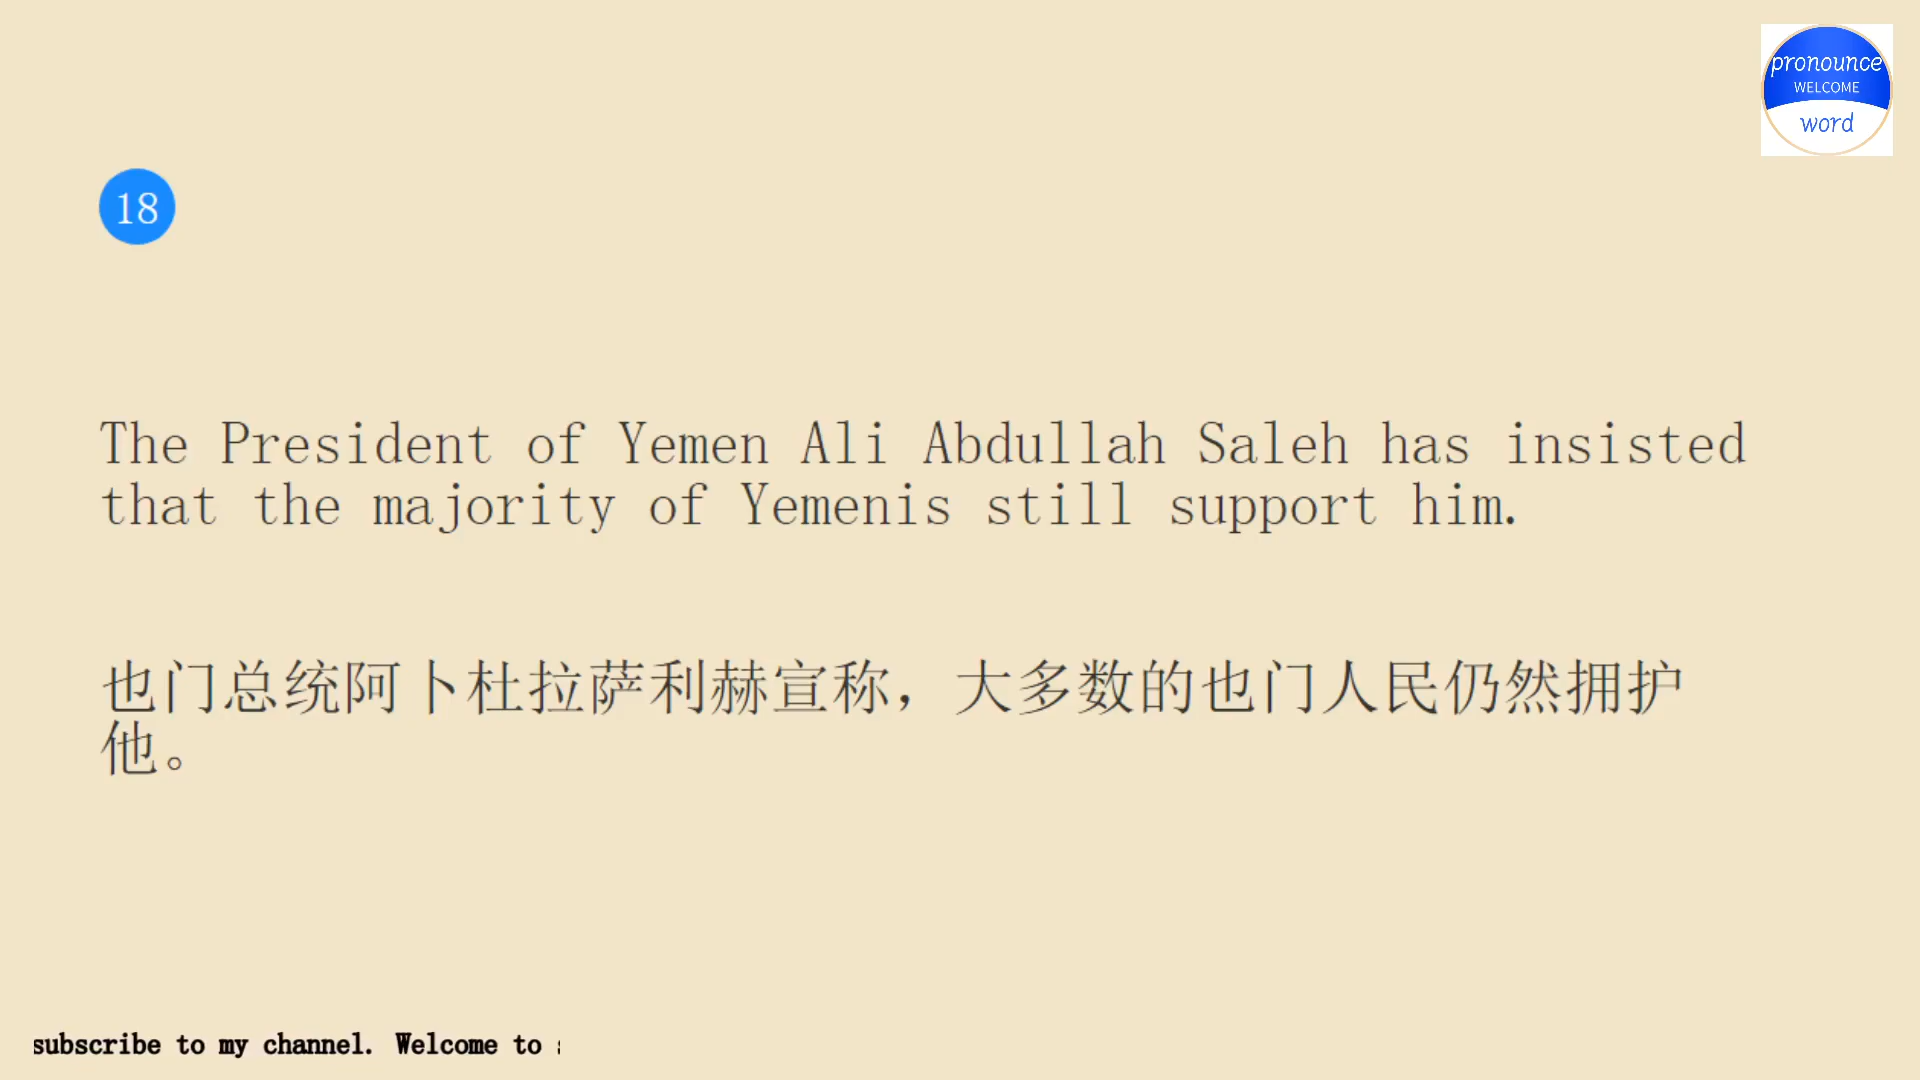 pronounce
WELCOME
word
18
The President of Yemen Ali Abdullah Saleh has insisted
that the majority of Yemenis still support him.
也门总统阿卜杜拉萨利赫宣称，大多数的也门人民仍然拥护
他。
subscribe to my channel. Welcome to